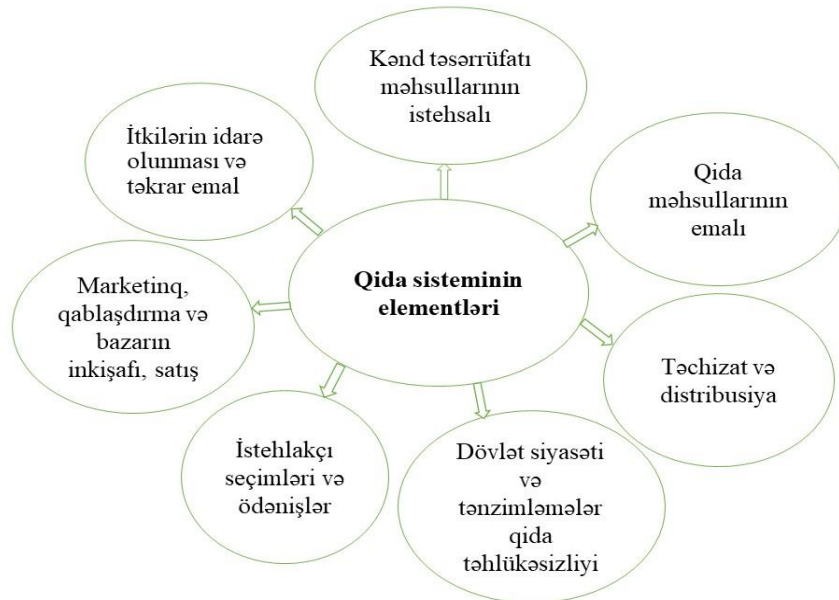 Kənd təsərrüfatı
məhsullarının
istehsalı
İtkilərin idarə
olunması və
təkrar emal
Qida
məhsullarının
emalı
Qida sisteminin
elementləri
Marketinq,
qablaşdırma və
bazarın
inkişafı, satış
Təchizat və
distribusiya
İstehlakçı
seçimləri və
ödənişlər
Dövlət siyasəti
və
tənzimləmələr
qida
təhlükəsizliyi